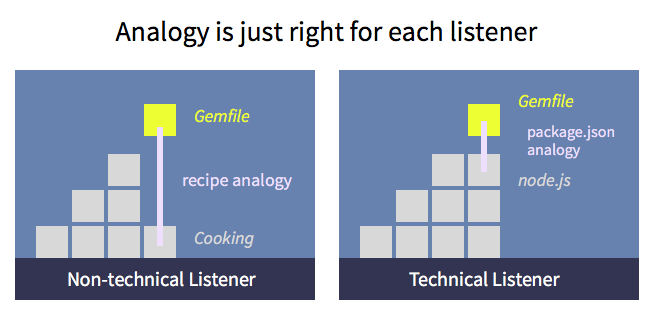 Analogy is just right for each listener
Gemfile
recipe analogy
Cooking
Non-technical Listener
Gemfile
package.json
analogy
node.js
Technical Listener